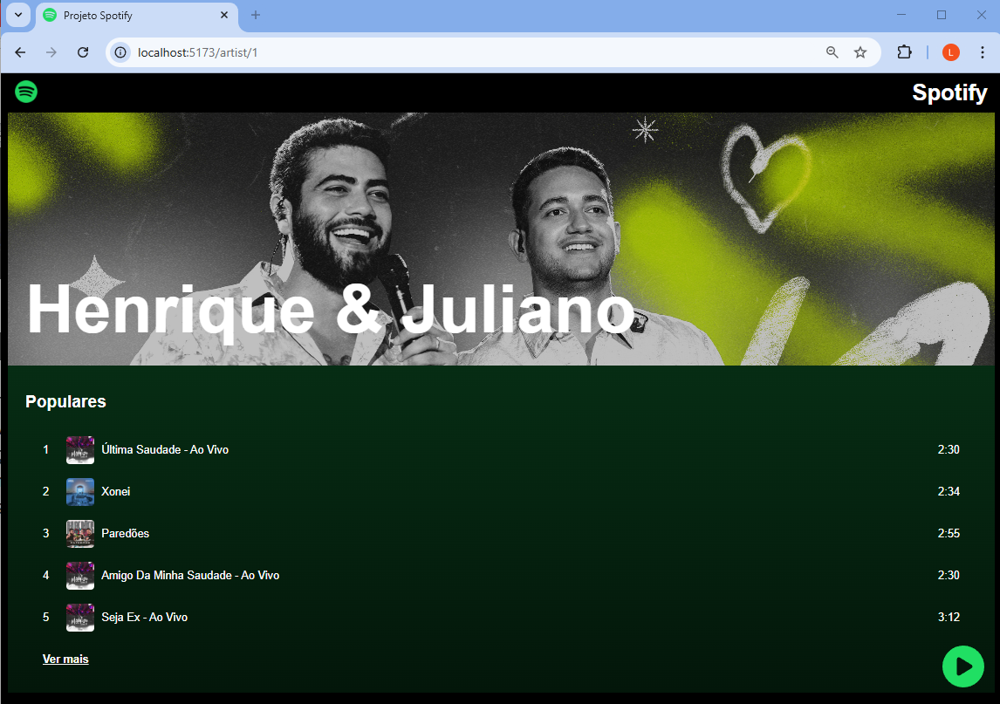 Projeto Spotify
localhost:5173/artist/1
L
Spotify
Henrique & Juliano
Populares
1 Última Saudade - Ao Vivo 2:30
2 Xonei 2:34
3 Paredões 2:55
4 Amigo Da Minha Saudade - Ao Vivo 2:30
5 Seja Ex - Ao Vivo 3:12
Ver mais